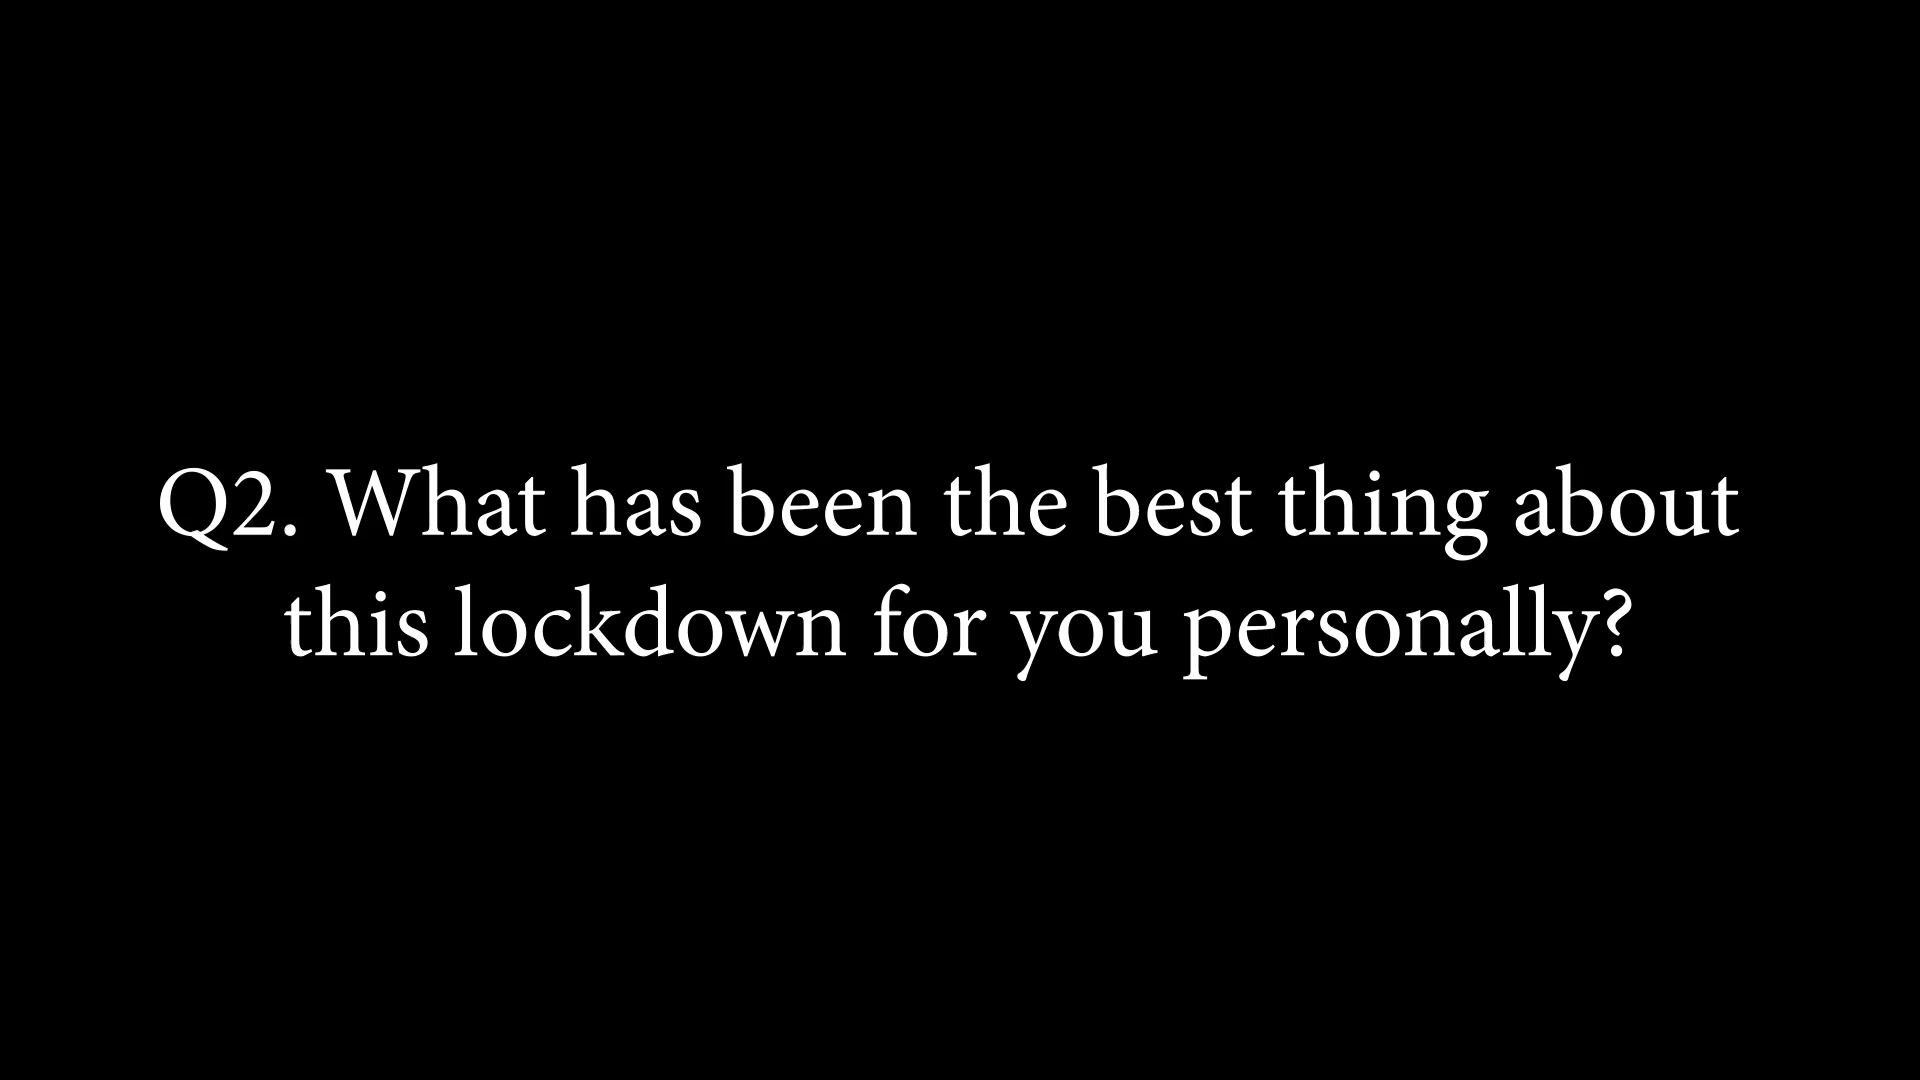 Q2. What has been the best thing about
this lockdown for you personally?